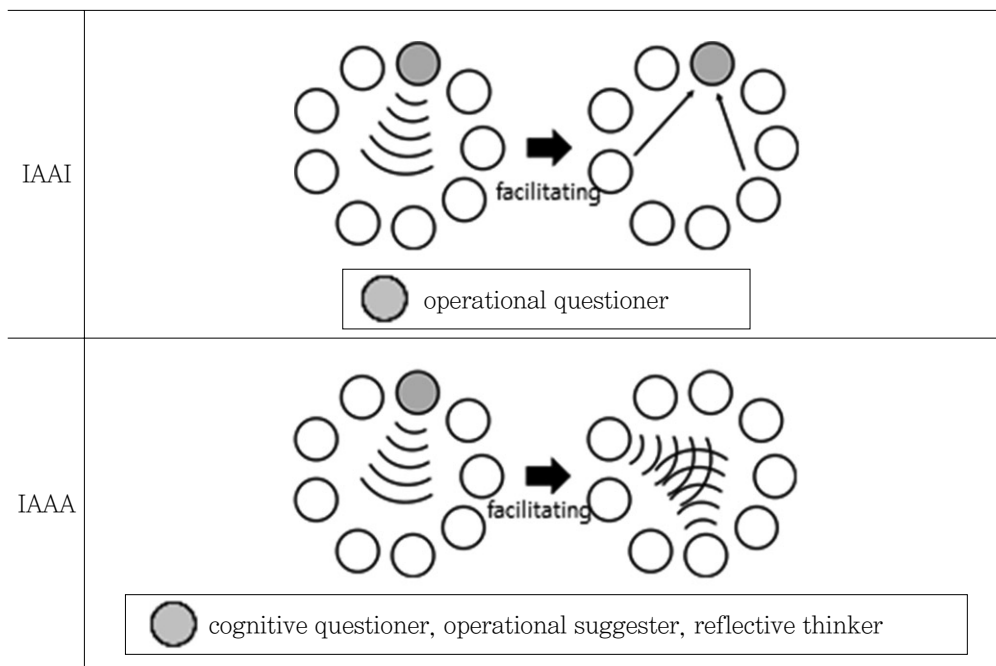 IAAI
facilitating
operational questioner
IAAA
facilitating
cognitive questioner, operational suggester, reflective thinker